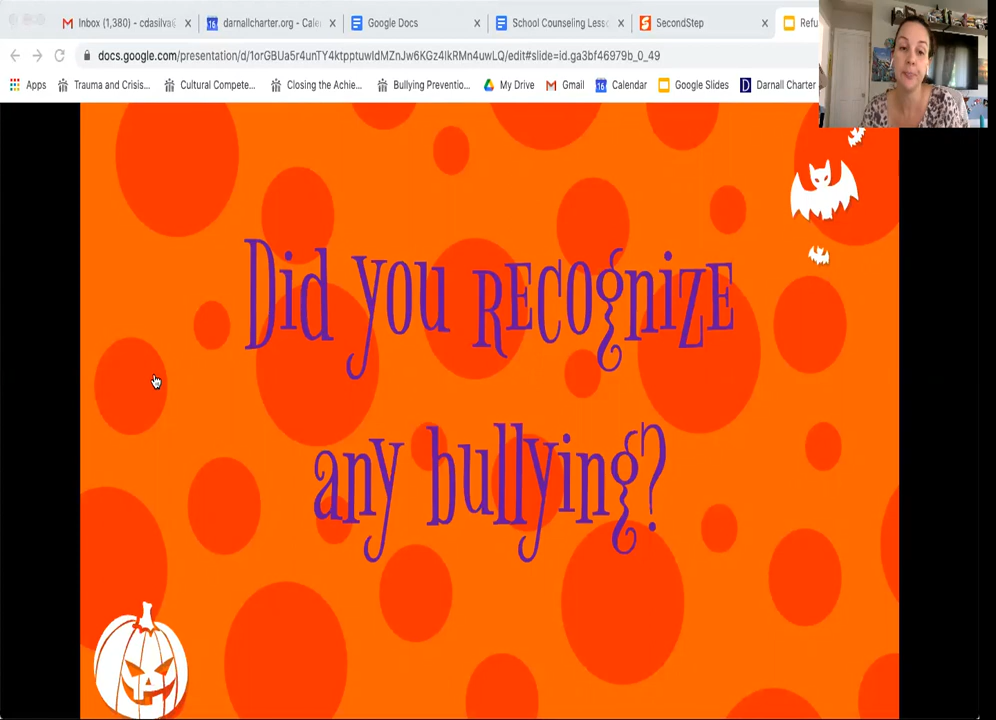 Inbox (1,380) - cdasilva@
darnallcharter.org - Cale
Google Docs
School Counseling Less
SecondStep
Refu
docs.google.com/presentation/d/1orGBUa5r4unTY4ktpptuwIdMZnJw6KGz4lkRMn4uwLQ/edit#slide=id.ga3bf46979b_0_49
Apps
Trauma and Crisis...
Cultural Compete...
Closing the Achie...
Bullying Preventio...
My Drive
Gmail
Calendar
Google Slides
Darnall Charter
Did you RECOgnizE
any bullying?